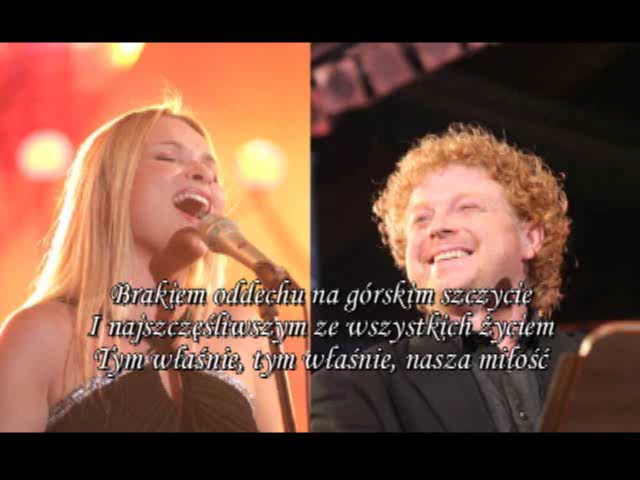 Brakiem oddechu na górskim szczycie
I najszczęśliwszym ze wszystkich życiem
Tym właśnie, tym właśnie, nasza miłość